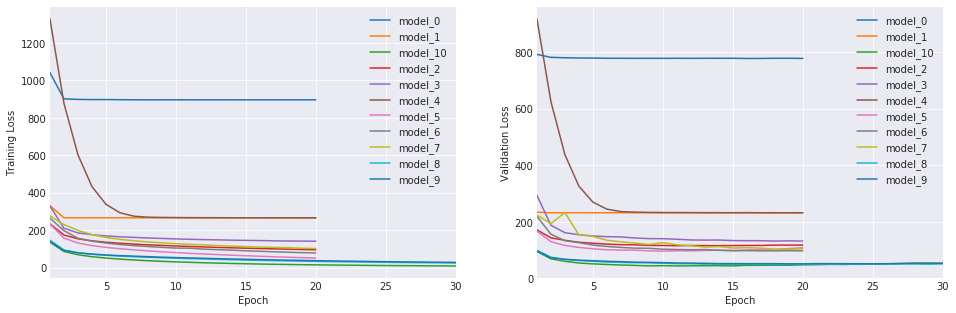 Training Loss
1400
1200
1000
800
600
400
200
0
5
10
15
20
25
30
Epoch
model_0
model_1
model_10
model_2
model_3
model_4
model_5
model_6
model_7
model_8
model_9
Validation Loss
800
600
400
200
0
5
10
15
20
25
30
Epoch
model_0
model_1
model_10
model_2
model_3
model_4
model_5
model_6
model_7
model_8
model_9